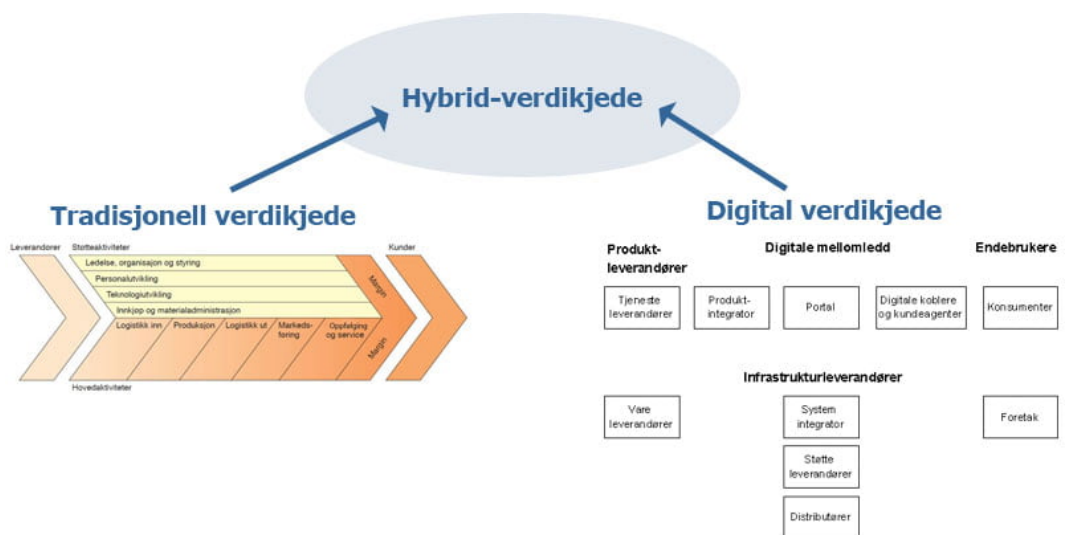 Hybrid-verdikjede
Tradisjonell verdikjede
Leverandører
Støtteaktiviteter
Kunder
Ledelse, organisasjon og styring
Personalutvikling
Teknologiutvikling
Innkjøp og materialadministrasjon
Margin
Logistikk inn
Produksjon
Logistikk ut
Markeds-
føring
Oppfølging
og service
Margin
Hovedaktiviteter
Digital verdikjede
Produkt-
leverandører
Digitale mellomledd
Endebrukere
Tjeneste
leverandører
Produkt-
integrator
Portal
Digitale koblere
og kundeagenter
Konsumenter
Infrastrukturleverandører
Vare
leverandører
System
integrator
Foretak
Støtte
leverandører
Distributører